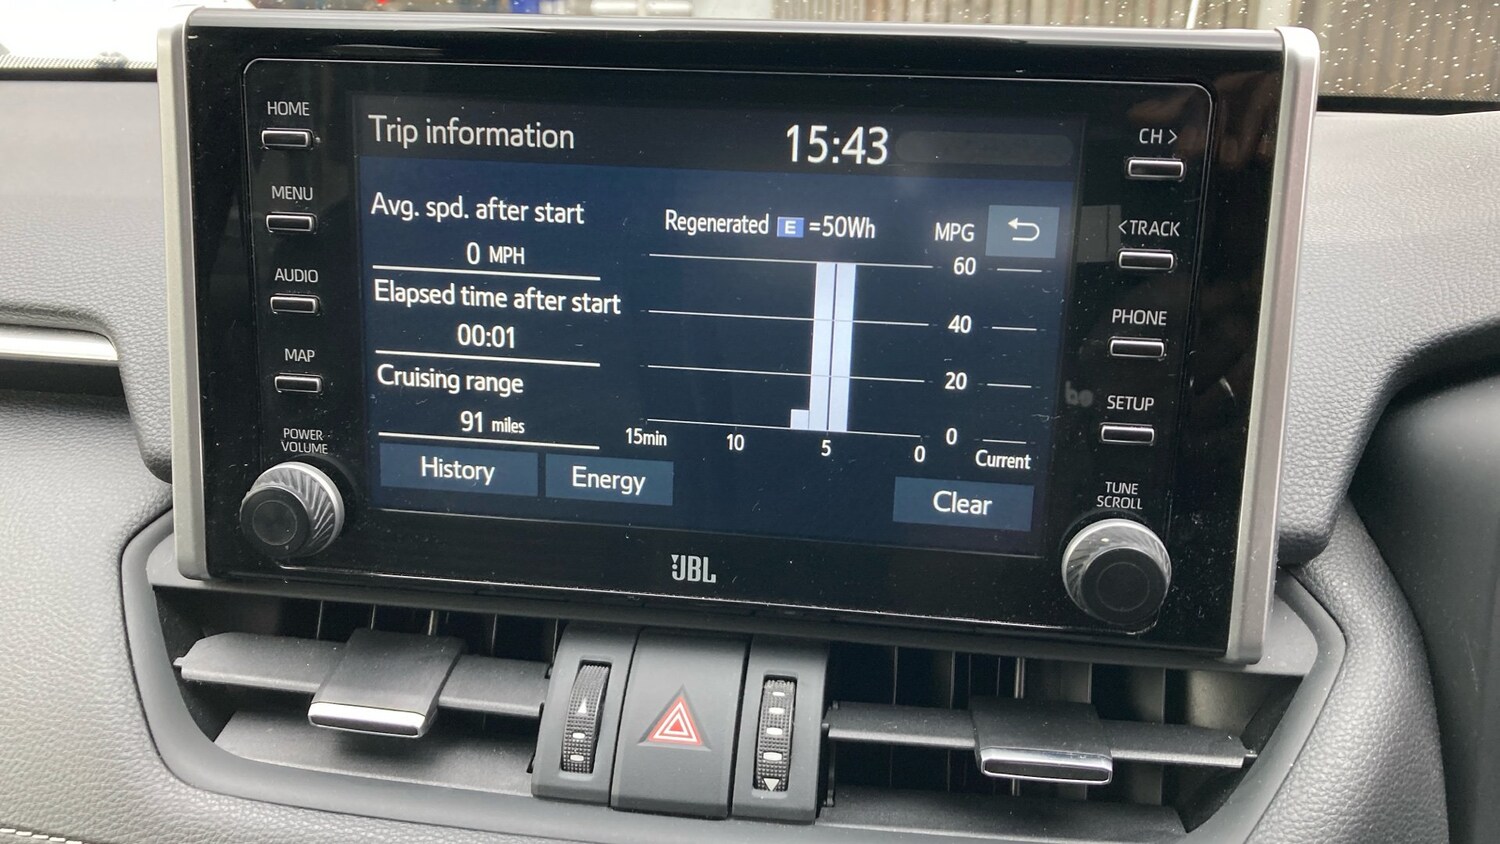 HOME
MENU
AUDIO
MAP
POWER
VOLUME
Trip information
15:43
Avg. spd. after start
0 MPH
Elapsed time after start
00:01
Cruising range
91 miles
History
Energy
Regenerated E =50Wh
MPG
60
40
20
0
15min
10
5
0
Current
Clear
CH >
< TRACK
PHONE
SETUP
TUNE
SCROLL
JBL